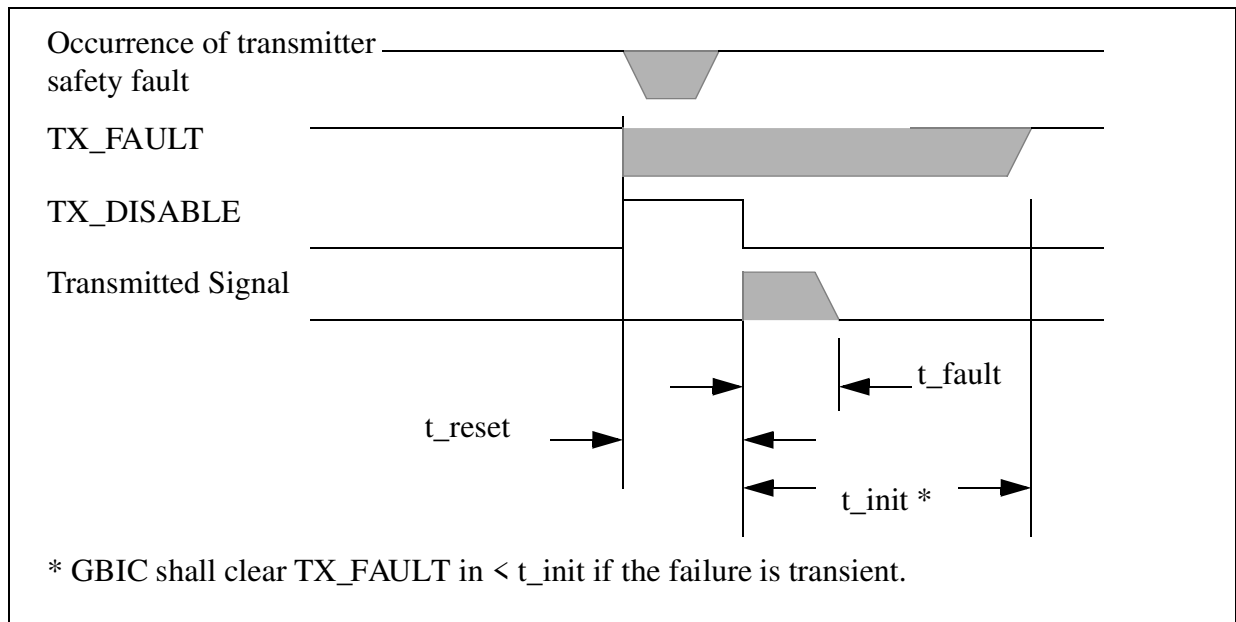 Occurrence of transmitter
safety fault
TX_FAULT
TX_DISABLE
Transmitted Signal
t_fault
t_reset
t_init *
* GBIC shall clear TX_FAULT in < t_init if the failure is transient.